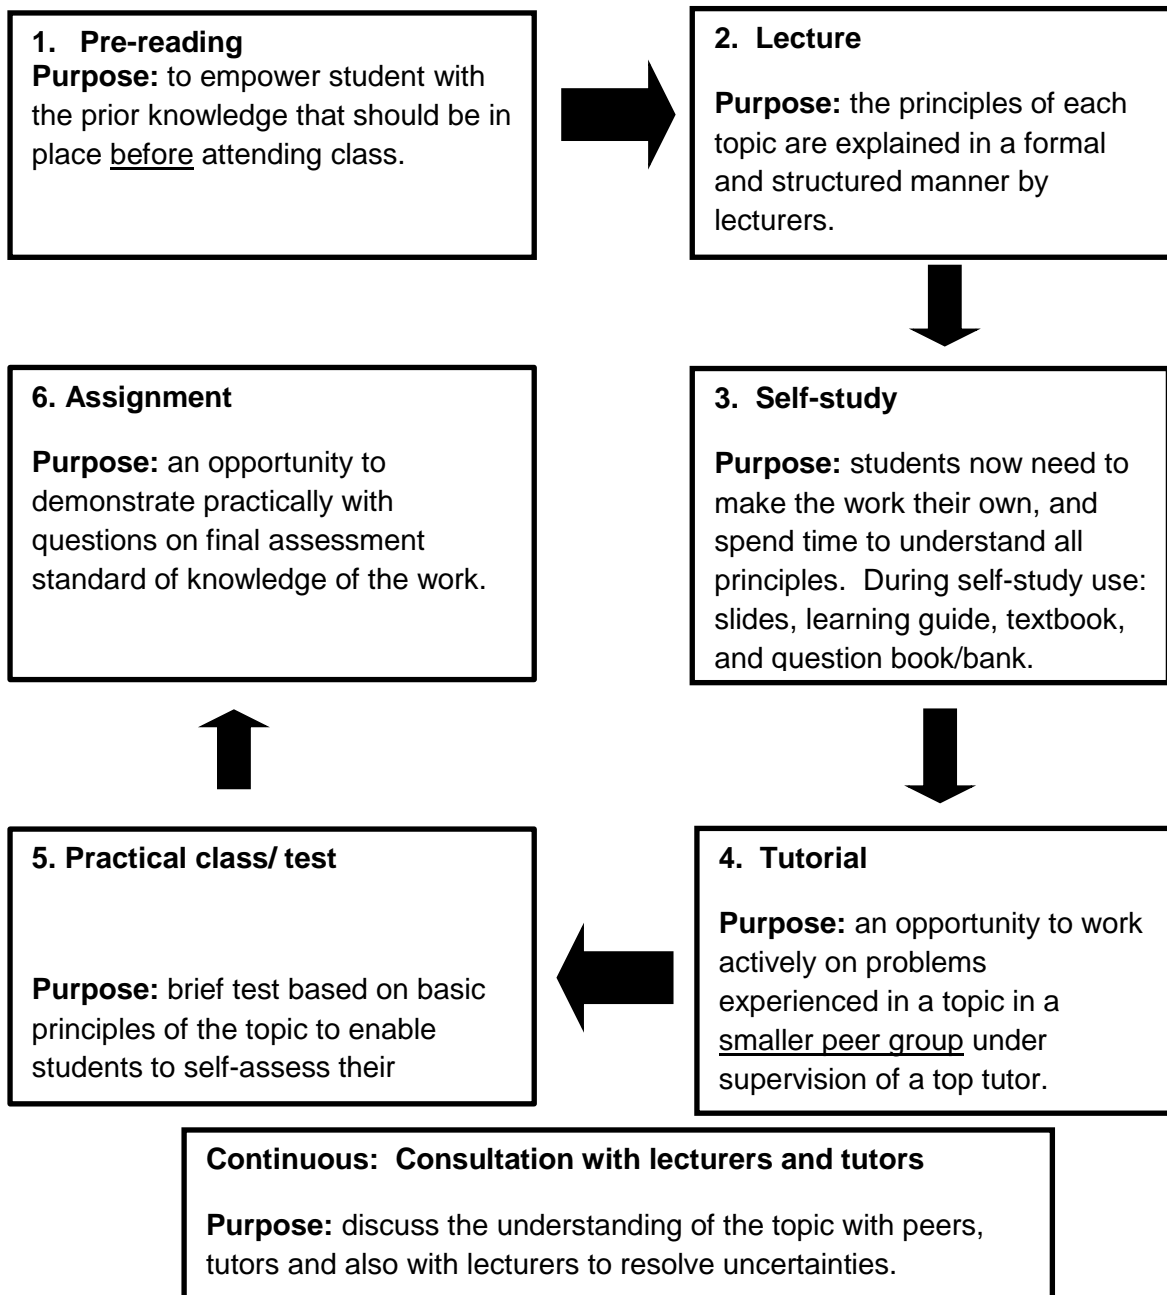 1. Pre-reading
Purpose: to empower student with
the prior knowledge that should be in
place before attending class.
2. Lecture
Purpose: the principles of each
topic are explained in a formal
and structured manner by
lecturers.
3. Self-study
Purpose: students now need to
make the work their own, and
spend time to understand all
principles. During self-study use:
slides, learning guide, textbook,
and question book/bank.
4. Tutorial
Purpose: an opportunity to work
actively on problems
experienced in a topic in a
smaller peer group under
supervision of a top tutor.
5. Practical class/ test
Purpose: brief test based on basic
principles of the topic to enable
students to self-assess their
6. Assignment
Purpose: an opportunity to
demonstrate practically with
questions on final assessment
standard of knowledge of the work.
Continuous: Consultation with lecturers and tutors
Purpose: discuss the understanding of the topic with peers,
tutors and also with lecturers to resolve uncertainties.